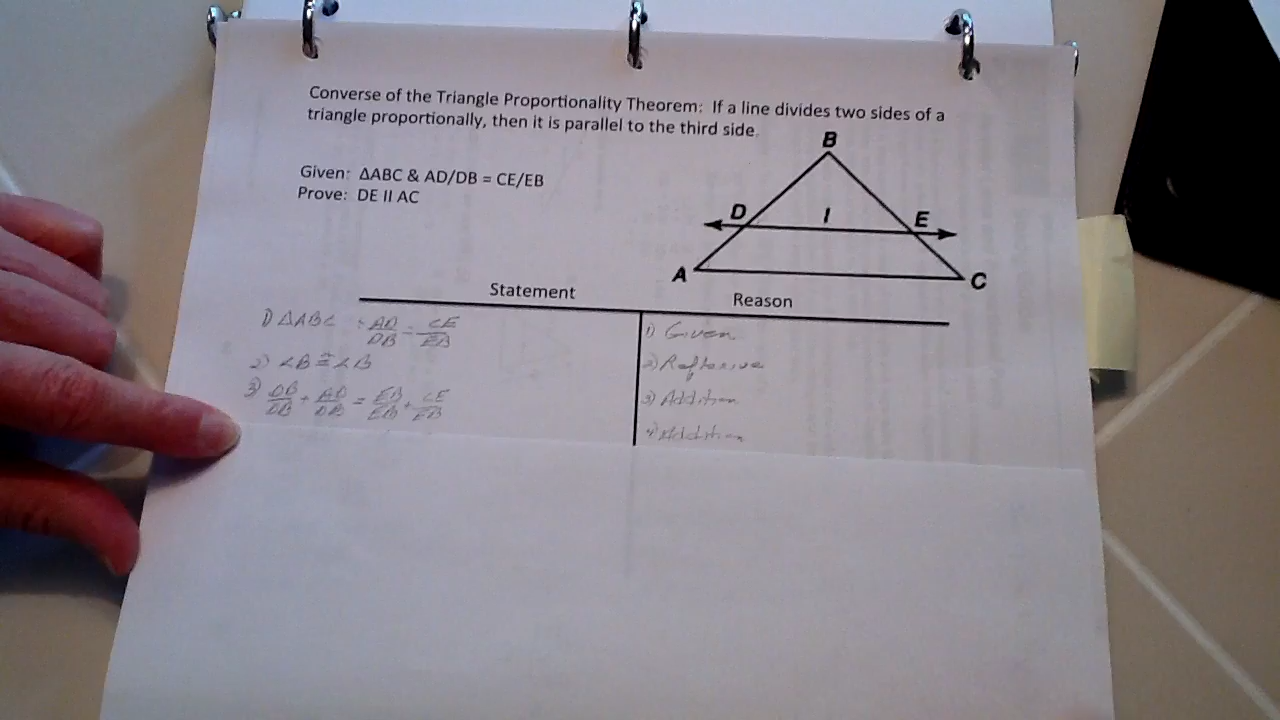 Converse of the Triangle Proportionality Theorem: If a line divides two sides of a
triangle proportionally, then it is parallel to the third side.
Given: ΔABC & AD/DB = CE/EB
Prove: DE II AC
B
D
l
E
A
C
Statement
Reason
1) ΔABC ; AD/DB = CE/EB
1) Given
2) ∠B ≅ ∠B
2) Reflexive
3) DB/DB + AD/DB = EB/EB + CE/EB
3) Addition
4) Addition